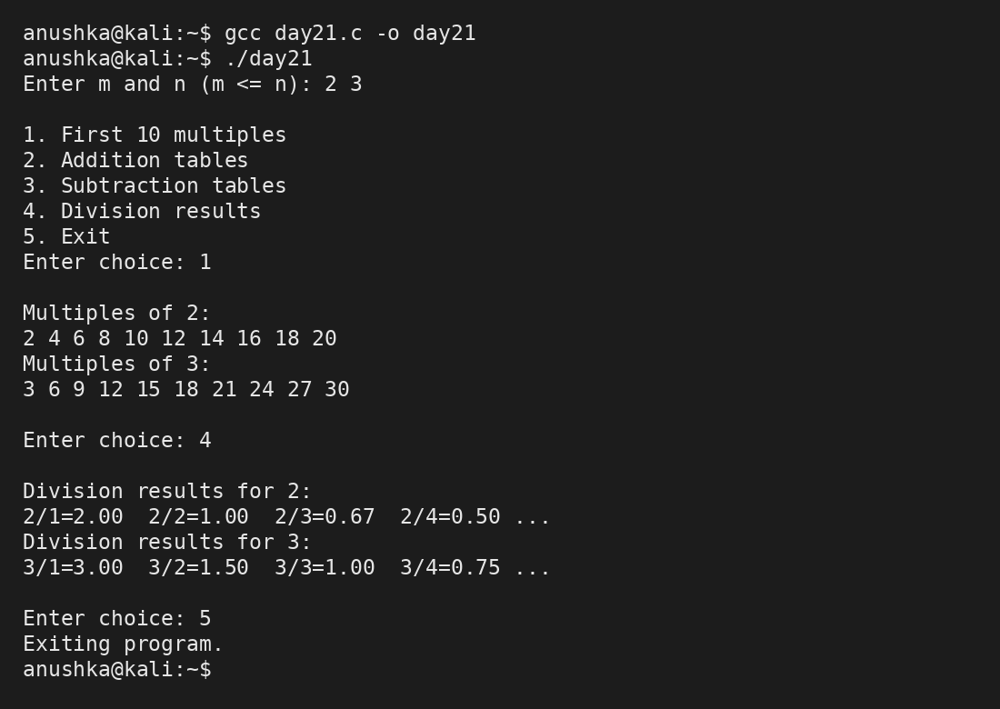 anushka@kali:~$ gcc day21.c -o day21
anushka@kali:~$ ./day21
Enter m and n (m <= n): 2 3
1. First 10 multiples
2. Addition tables
3. Subtraction tables
4. Division results
5. Exit
Enter choice: 1
Multiples of 2:
2 4 6 8 10 12 14 16 18 20
Multiples of 3:
3 6 9 12 15 18 21 24 27 30
Enter choice: 4
Division results for 2:
2/1=2.00  2/2=1.00  2/3=0.67  2/4=0.50 ...
Division results for 3:
3/1=3.00  3/2=1.50  3/3=1.00  3/4=0.75 ...
Enter choice: 5
Exiting program.
anushka@kali:~$